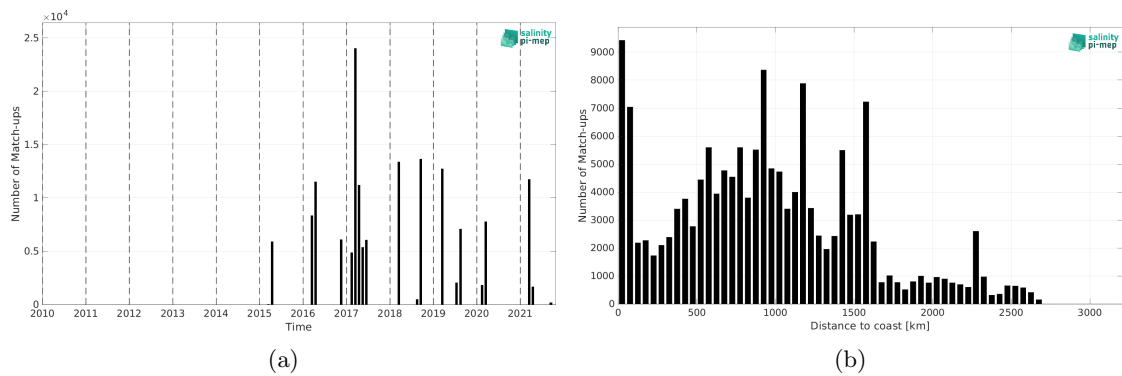 ×10⁴
2.5
2
1.5
1
0.5
0
Number of Match-ups
2010 2011 2012 2013 2014 2015 2016 2017 2018 2019 2020 2021
Time
salinity
pi-mep
(a)
9000
8000
7000
6000
5000
4000
3000
2000
1000
0
Number of Match-ups
0 500 1000 1500 2000 2500 3000
Distance to coast [km]
salinity
pi-mep
(b)